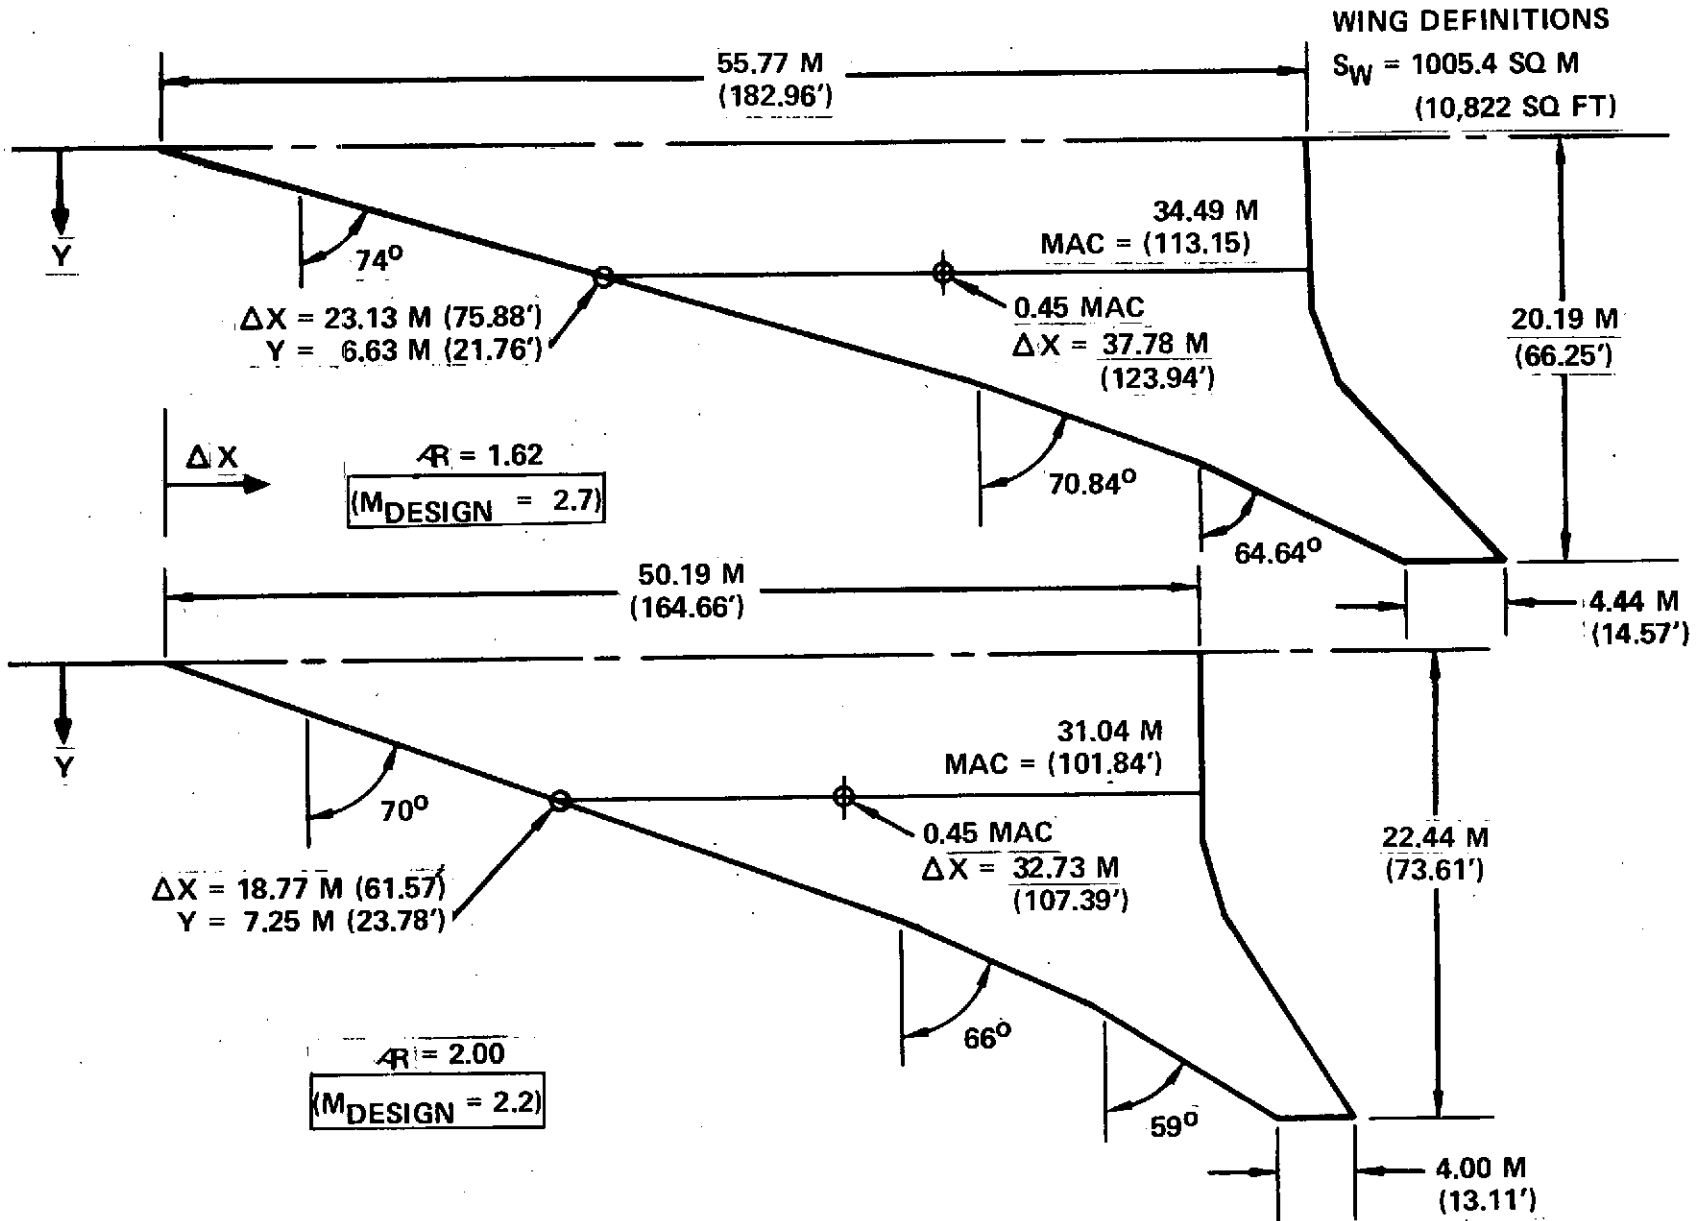 WING DEFINITIONS
SW = 1005.4 SQ M
(10,822 SQ FT)
55.77 M
(182.96')
Y
74°
34.49 M
MAC = (113.15)
ΔX = 23.13 M (75.88')
Y = 6.63 M (21.76')
0.45 MAC
ΔX = 37.78 M
(123.94')
20.19 M
(66.25')
ΔX
AR = 1.62
(MDESIGN = 2.7)
70.84°
64.64°
4.44 M
(14.57')
50.19 M
(164.66')
Y
70°
31.04 M
MAC = (101.84')
ΔX = 18.77 M (61.57)
Y = 7.25 M (23.78')
0.45 MAC
ΔX = 32.73 M
(107.39')
22.44 M
(73.61')
66°
AR = 2.00
(MDESIGN = 2.2)
59°
4.00 M
(13.11')